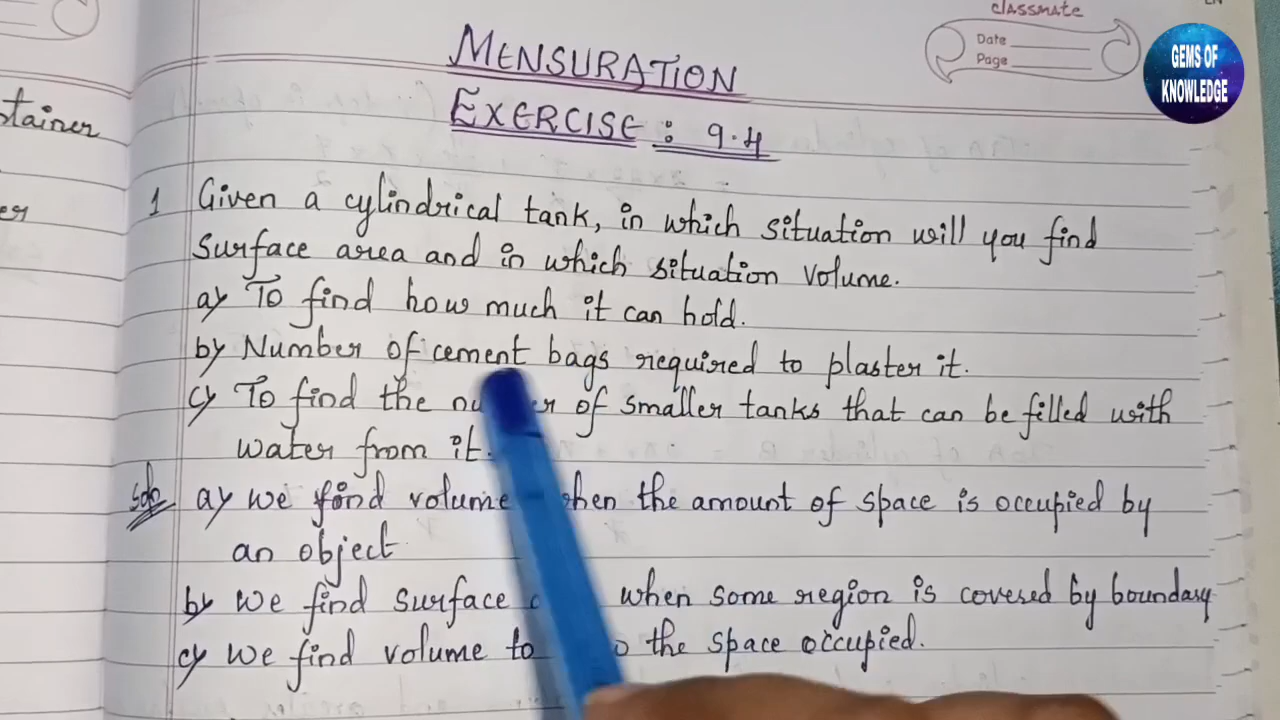 classmate
Date
Page
GEMS OF
KNOWLEDGE
MENSURATION
EXERCISE : 9.4
tainer
er
1 Given a cylindrical tank, in which situation will you find
surface area and in which situation volume.
a) To find how much it can hold.
b) Number of cement bags required to plaster it.
c) To find the of smaller tanks that can be filled with
water from it.
Soln a) we find volume when the amount of space is occupied by
an object
b) we find surface when some region is covered by boundary
c) we find volume to the space occupied.